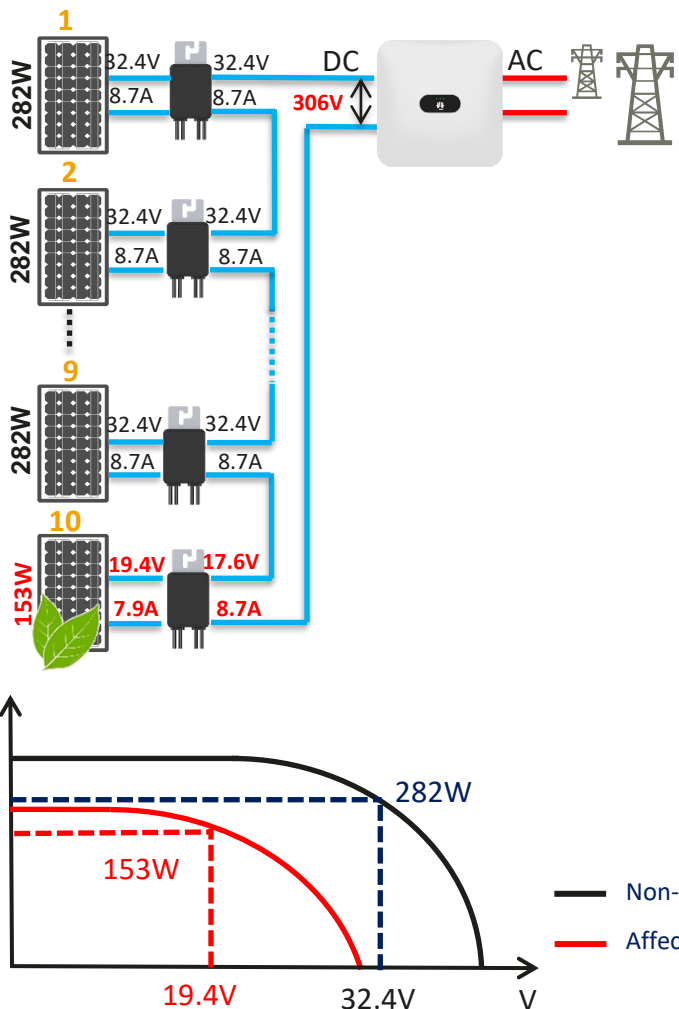 1
32.4V 32.4V DC AC
282W
8.7A 8.7A 306V
2
32.4V 32.4V
282W
8.7A 8.7A
9
32.4V 32.4V
282W
8.7A 8.7A
10
19.4V 17.6V
153W
7.9A 8.7A
282W
153W
Non-
Affec
19.4V 32.4V V